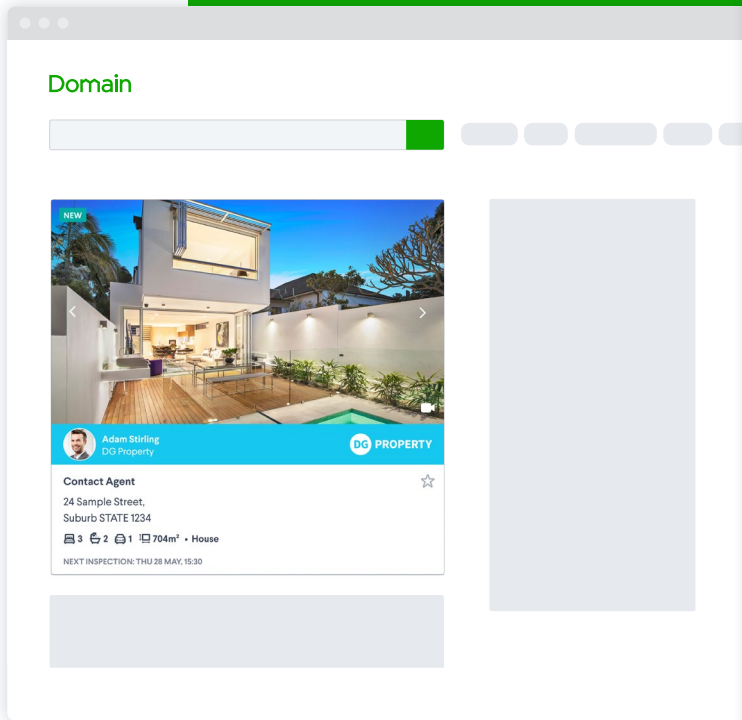 Domain
NEW
Adam Stirling
DG Property
DG PROPERTY
Contact Agent
24 Sample Street,
Suburb STATE 1234
3 2 1 704m² • House
NEXT INSPECTION: THU 28 MAY, 15:30